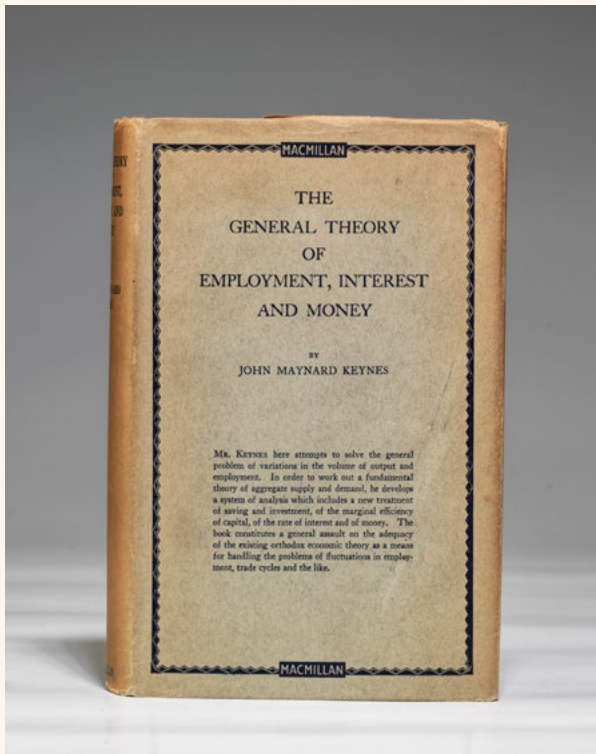 MACMILLAN
THE
GENERAL THEORY
OF
EMPLOYMENT, INTEREST
AND MONEY
BY
JOHN MAYNARD KEYNES
MR. KEYNES here attempts to solve the general
problem of variations in the volume of output and
employment. In order to work out a fundamental
theory of aggregate supply and demand, he develops
a system of analysis which includes a new treatment
of saving and investment, of the marginal efficiency
of capital, of the rate of interest and of money. The
book constitutes a general assault on the adequacy
of the existing orthodox economic theory as a means
for handling the problems of fluctuations in employ-
ment, trade cycles and the like.
MACMILLAN